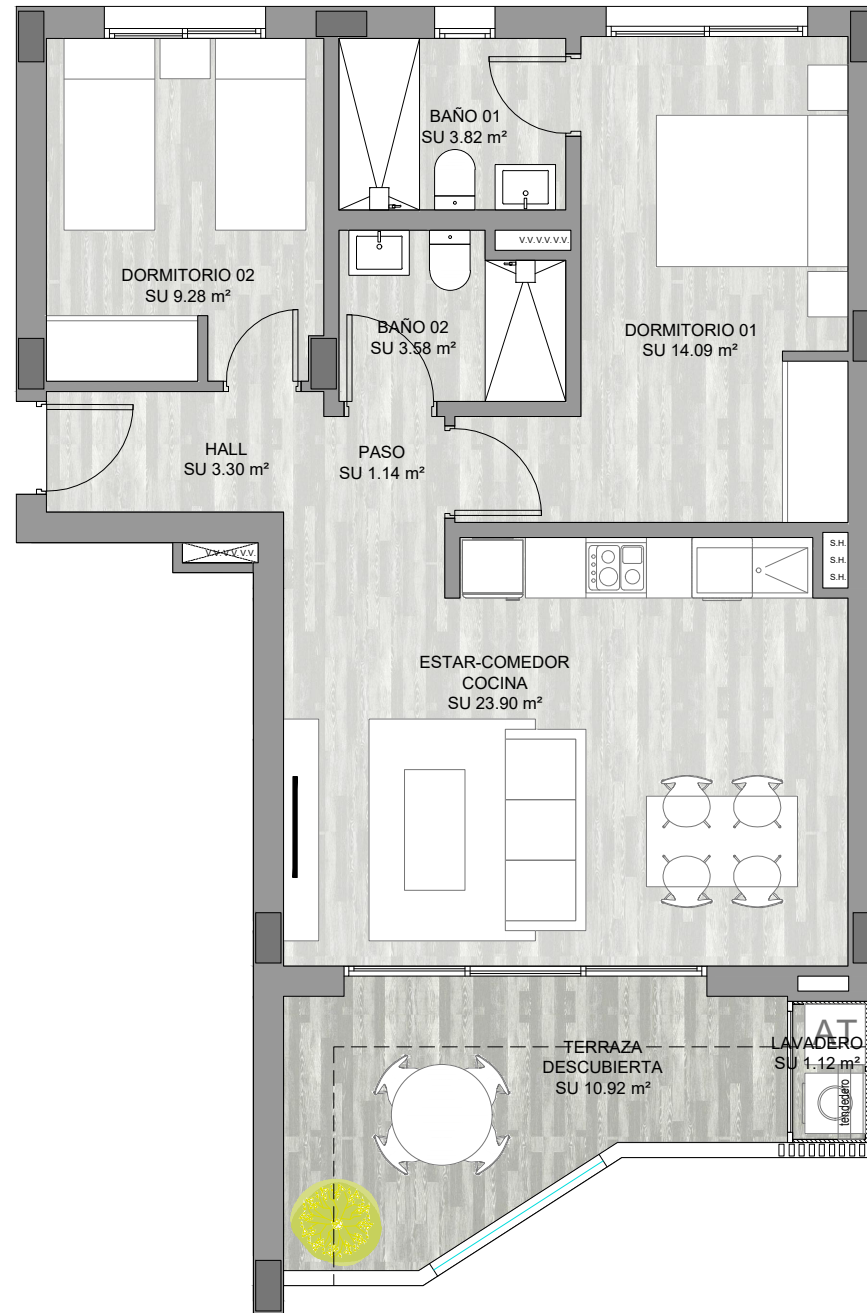 BAÑO 01
SU 3.82 m²
V.V.V.V.V.V.
DORMITORIO 02
SU 9.28 m²
BAÑO 02
SU 3.58 m²
DORMITORIO 01
SU 14.09 m²
HALL
SU 3.30 m²
PASO
SU 1.14 m²
V.V.V.V.V.V.
S.H.
S.H.
S.H.
ESTAR-COMEDOR
COCINA
SU 23.90 m²
TERRAZA
DESCUBIERTA
SU 10.92 m²
AT
LAVADERO
SU 1.12 m²
tendedero